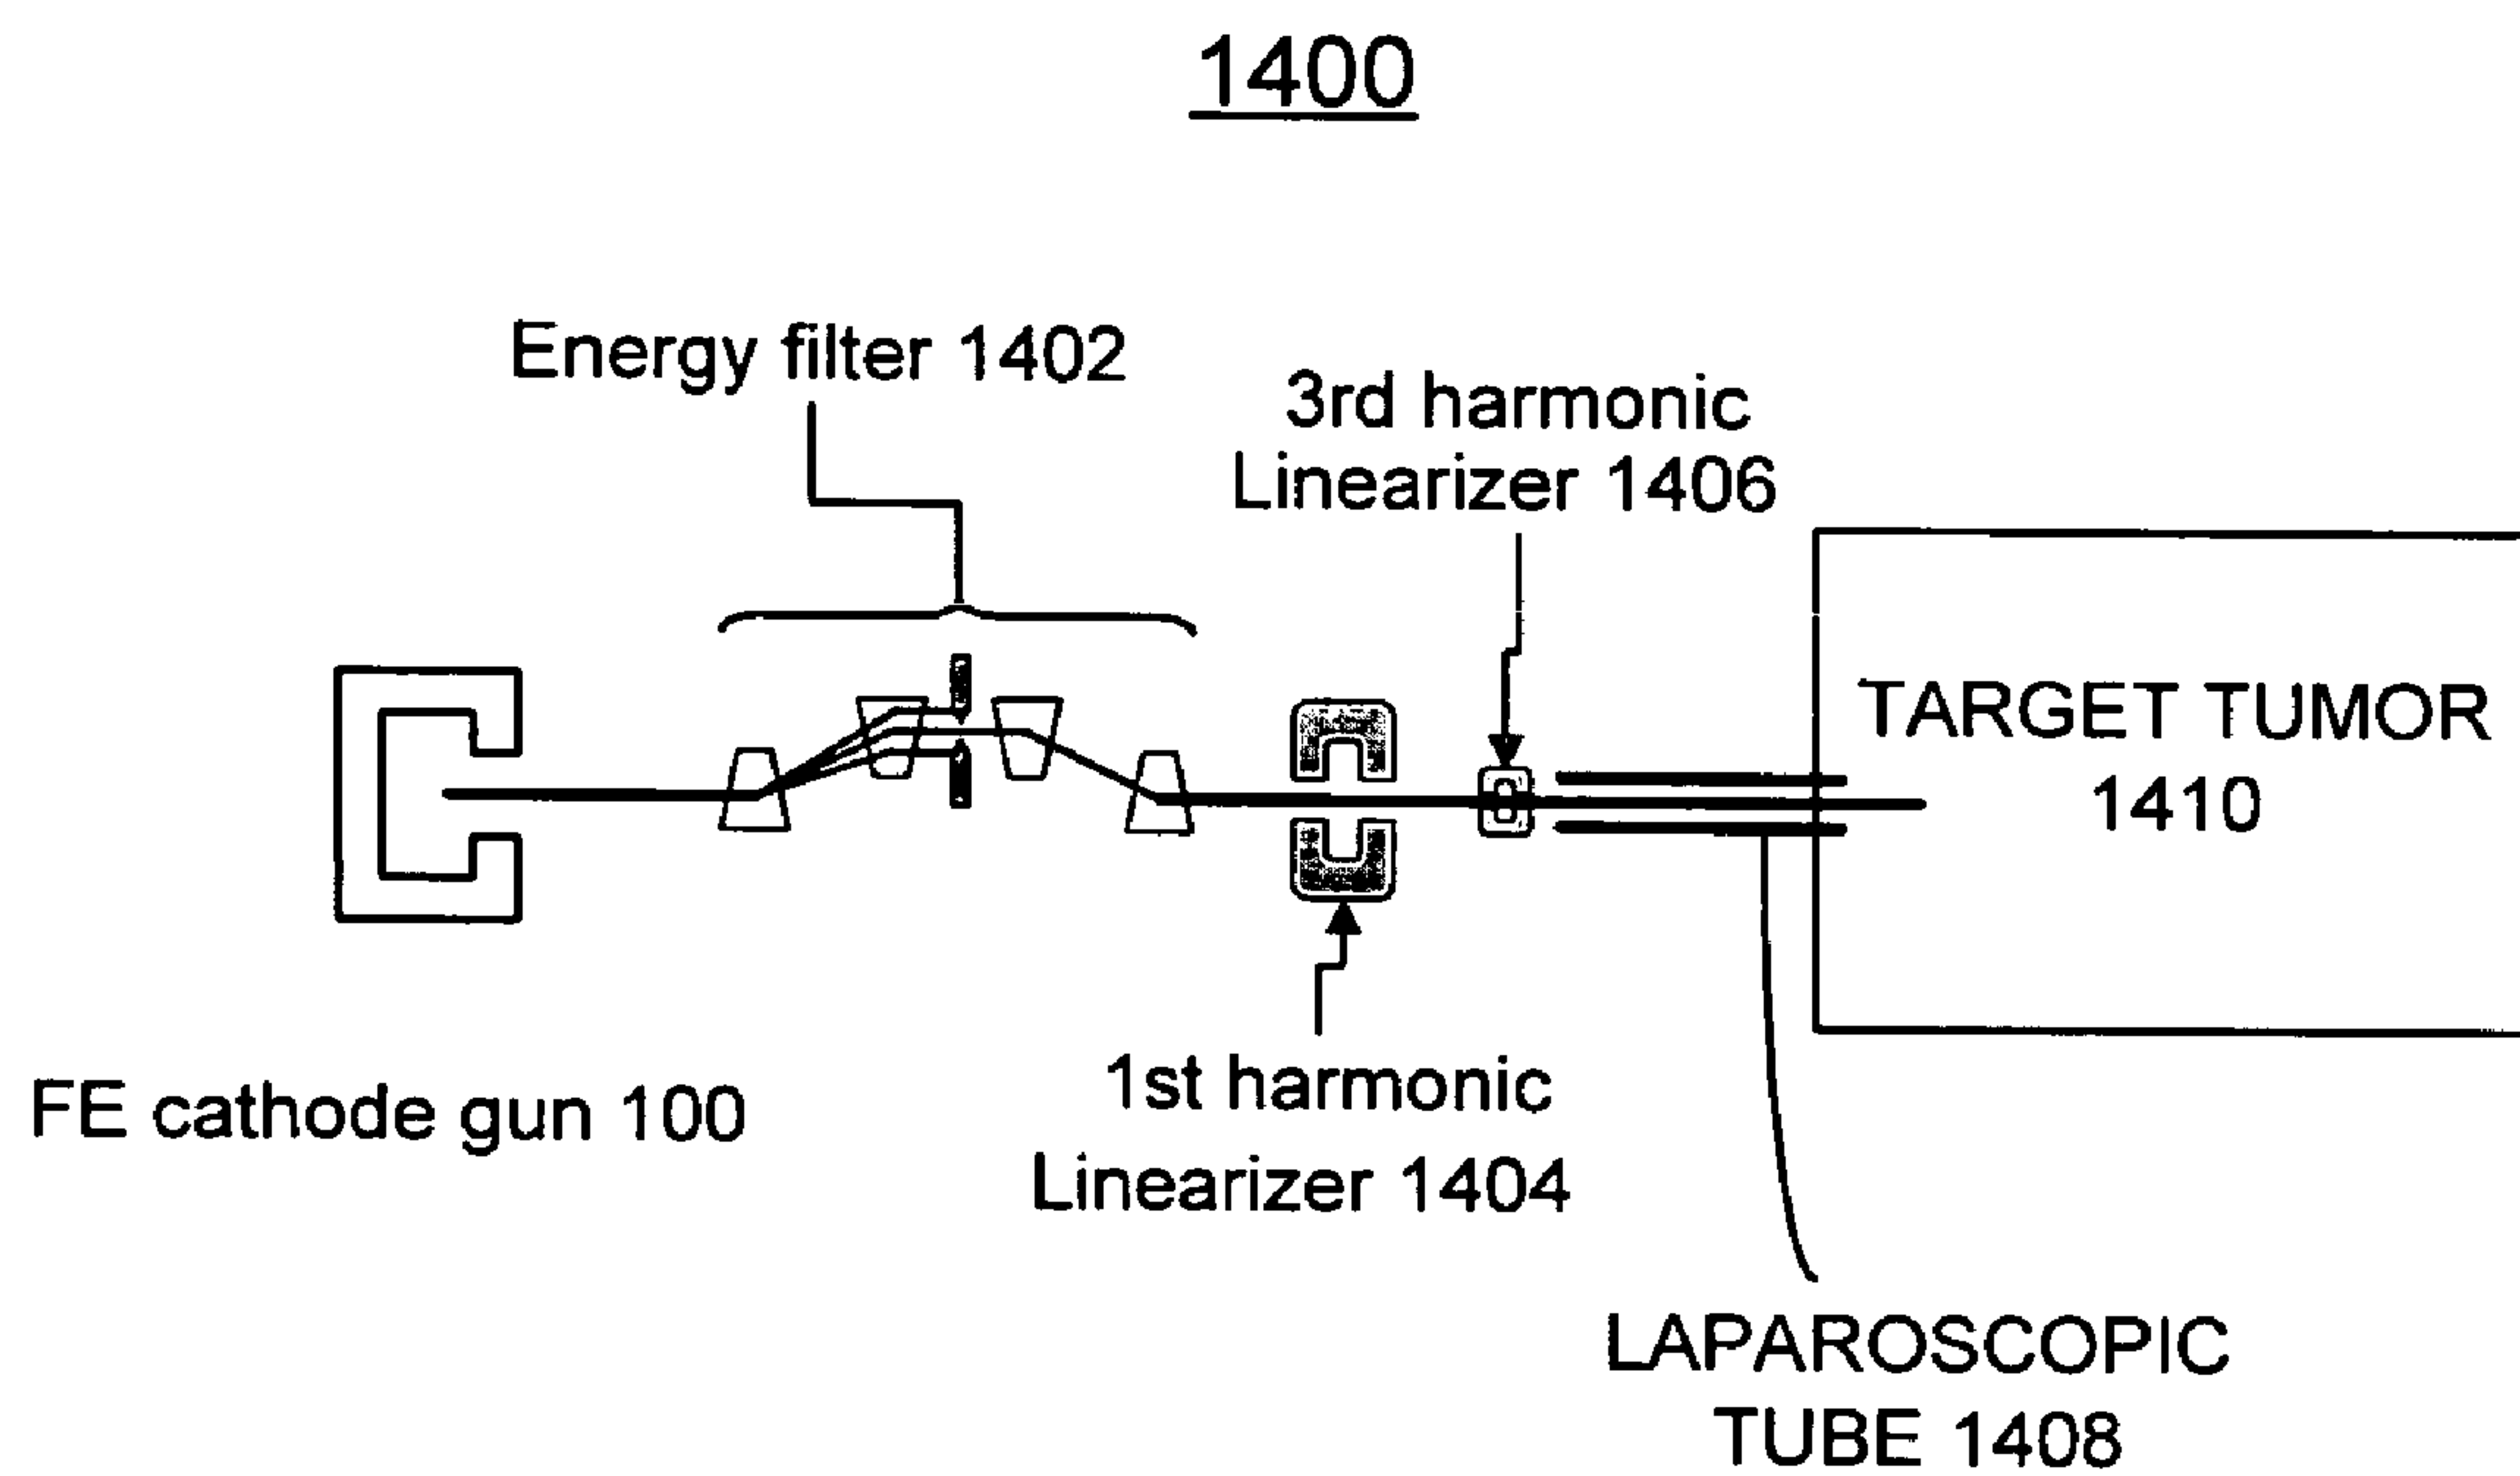 1400
Energy filter 1402
3rd harmonic
Linearizer 1406
TARGET TUMOR
1410
FE cathode gun 100
1st harmonic
Linearizer 1404
LAPAROSCOPIC
TUBE 1408